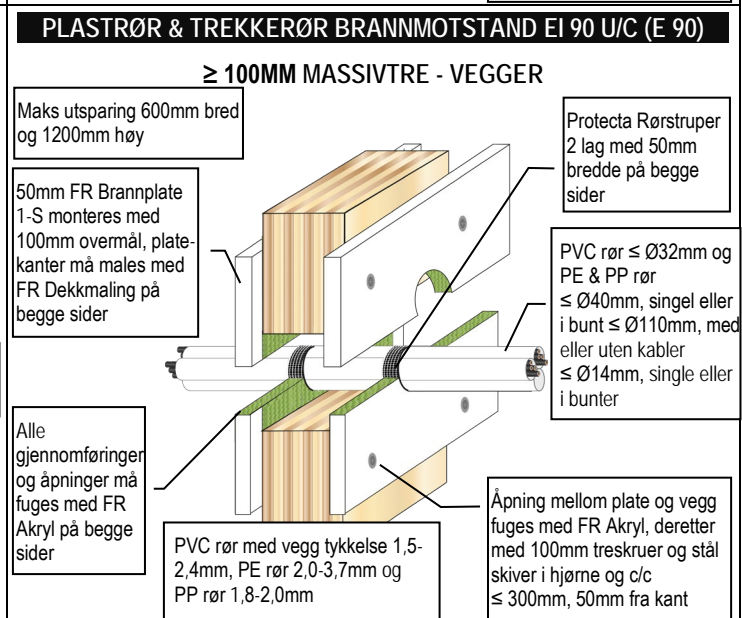 PLASTRØR & TREKKERØR BRANNMOTSTAND EI 90 U/C (E 90)
≥ 100MM MASSIVTRE - VEGGER
Maks utsparing 600mm bred
og 1200mm høy
50mm FR Brannplate
1-S monteres med
100mm overmål, plate-
kanter må males med
FR Dekkmaling på
begge sider
Alle
gjennomføringer
og åpninger må
fuges med FR
Akryl på begge
sider
PVC rør med vegg tykkelse 1,5-
2,4mm, PE rør 2,0-3,7mm og
PP rør 1,8-2,0mm
Protecta Rørstruper
2 lag med 50mm
bredde på begge
sider
PVC rør ≤ Ø32mm og
PE & PP rør
≤ Ø40mm, singel eller
i bunt ≤ Ø110mm, med
eller uten kabler
≤ Ø14mm, single eller
i bunter
Åpning mellom plate og vegg
fuges med FR Akryl, deretter
med 100mm treskruer og stål
skiver i hjørne og c/c
≤ 300mm, 50mm fra kant